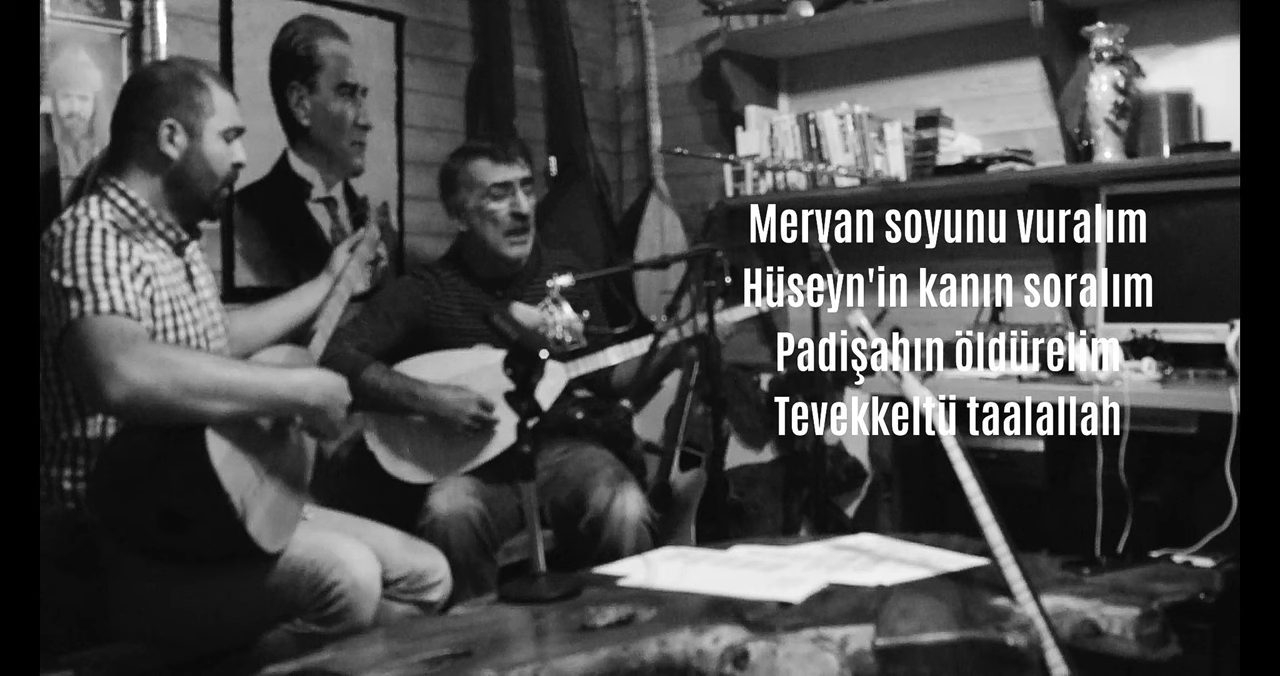 Mervan soyunu vuralım
Hüseyn'in kanın soralım
Padişahın öldürelim
Tevekkeltü taalallah